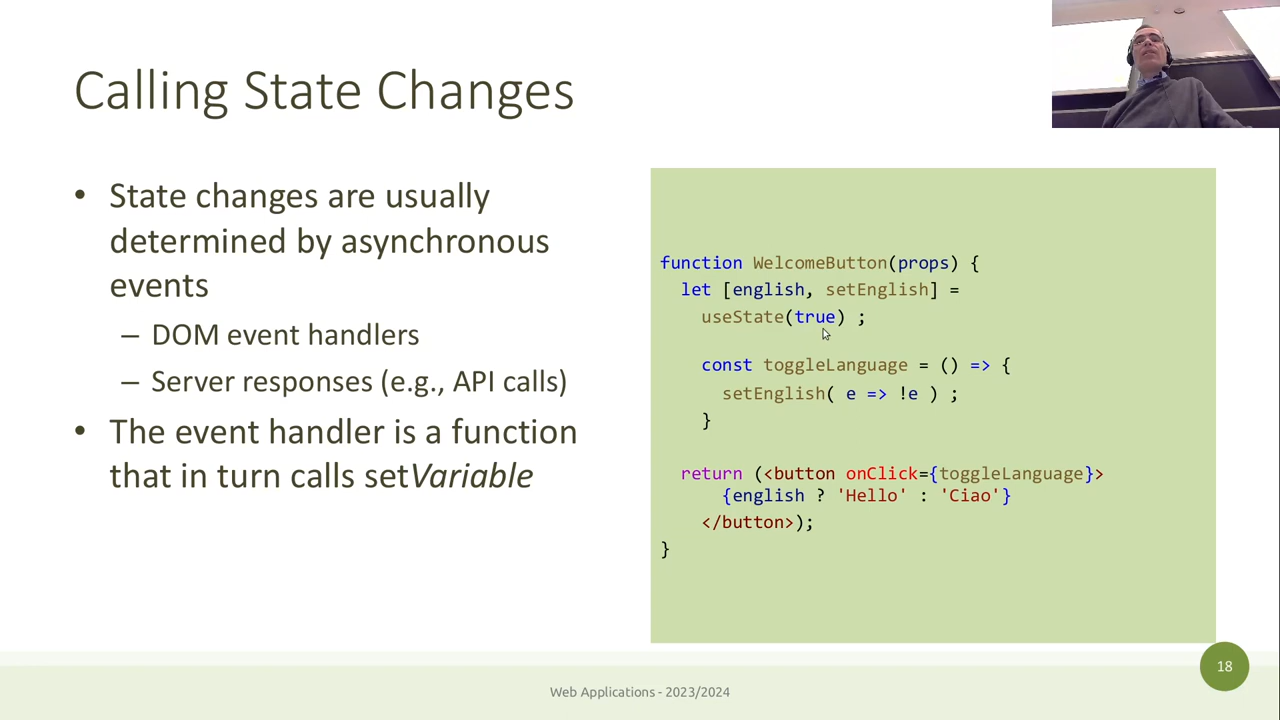 Calling State Changes
• State changes are usually
determined by asynchronous
events
– DOM event handlers
– Server responses (e.g., API calls)
• The event handler is a function
that in turn calls setVariable
function WelcomeButton(props) {
let [english, setEnglish] =
useState(true) ;
const toggleLanguage = () => {
setEnglish( e => !e ) ;
}
return (<button onClick={toggleLanguage}>
{english ? 'Hello' : 'Ciao'}
</button>);
}
18
Web Applications - 2023/2024